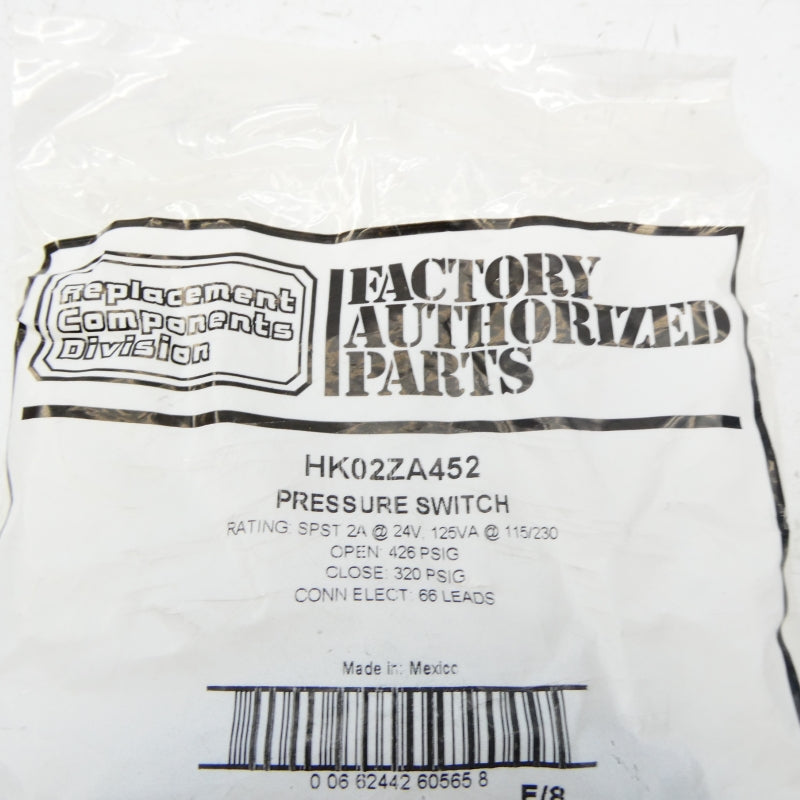 Replacement
Components
Division
FACTORY
AUTHORIZED
PARTS
HK02ZA452
PRESSURE SWITCH
RATING: SPST 2A @ 24V, 125VA @ 115/230
OPEN: 426 PSIG
CLOSE: 320 PSIG
CONN ELECT: 66 LEADS
Made in: Mexico
0 06 62442 60565 8
F/8